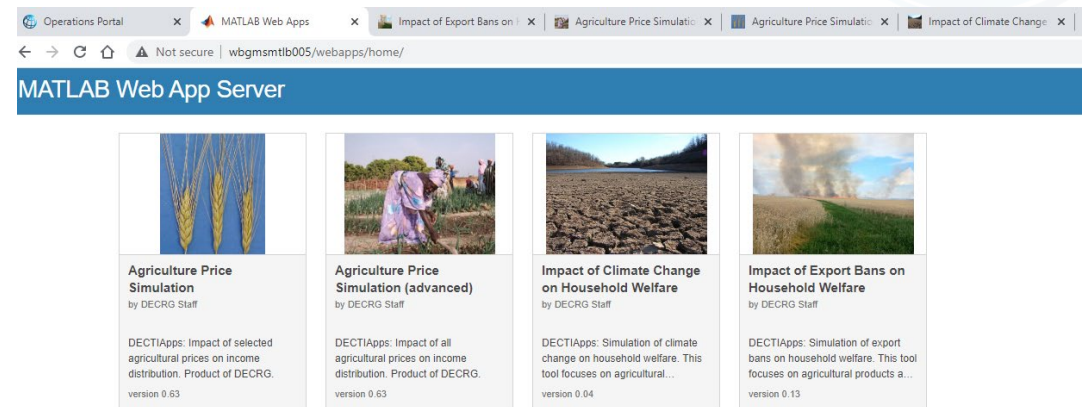 Operations Portal
MATLAB Web Apps
Impact of Export Bans on
Agriculture Price Simulatio
Agriculture Price Simulatio
Impact of Climate Change
Not secure | wbgmsmtlb005/webapps/home/
MATLAB Web App Server
Agriculture Price
Simulation
by DECRG Staff
DECTIApps: Impact of selected
agricultural prices on income
distribution. Product of DECRG.
version 0.63
Agriculture Price
Simulation (advanced)
by DECRG Staff
DECTIApps: Impact of all
agricultural prices on income
distribution. Product of DECRG.
version 0.63
Impact of Climate Change
on Household Welfare
by DECRG Staff
DECTIApps: Simulation of climate
change on household welfare. This
tool focuses on agricultural...
version 0.04
Impact of Export Bans on
Household Welfare
by DECRG Staff
DECTIApps: Simulation of export
bans on household welfare. This tool
focuses on agricultural products a...
version 0.13